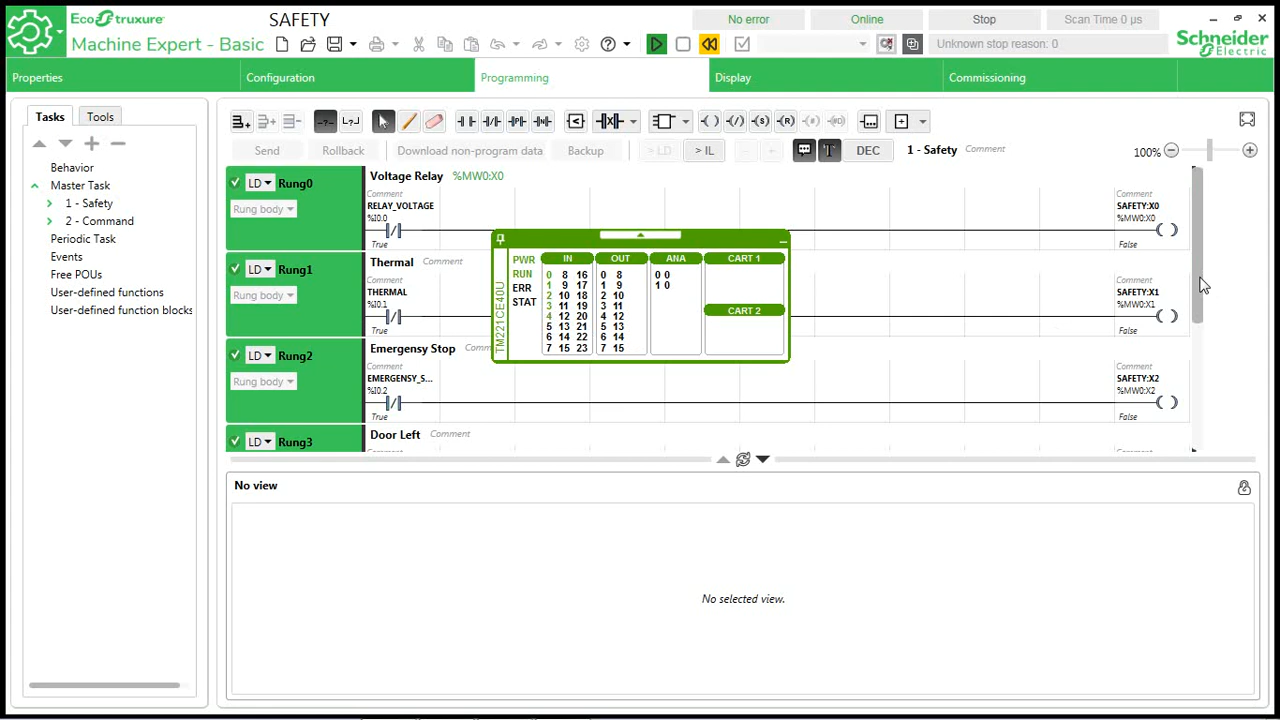 EcoStruxure
Machine Expert - Basic
SAFETY
No error
Online
Stop
Scan Time 0 µs
Unknown stop reason: 0
Schneider
Electric
Properties
Configuration
Programming
Display
Commissioning
Tasks
Tools
Behavior
Master Task
1 - Safety
2 - Command
Periodic Task
Events
Free POUs
User-defined functions
User-defined function blocks
Send
Rollback
Download non-program data
Backup
> LD
> IL
DEC
1 - Safety
Comment
100%
LD
Rung0
Rung body
Voltage Relay
%MW0:X0
Comment
RELAY_VOLTAGE
%I0.0
True
Comment
SAFETY:X0
%MW0:X0
False
LD
Rung1
Rung body
Thermal
Comment
Comment
THERMAL
%I0.1
True
Comment
SAFETY:X1
%MW0:X1
False
LD
Rung2
Rung body
Emergensy Stop
Comm
Comment
EMERGENSY_S...
%I0.2
True
Comment
SAFETY:X2
%MW0:X2
False
LD
Rung3
Door Left
Comment
TM221CE40U
PWR
RUN
ERR
STAT
IN
0 8 16
1 9 17
2 10 18
3 11 19
4 12 20
5 13 21
6 14 22
7 15 23
OUT
0 8
1 9
2 10
3 11
4 12
5 13
6 14
7 15
ANA
0 0
1 0
CART 1
CART 2
No view
No selected view.